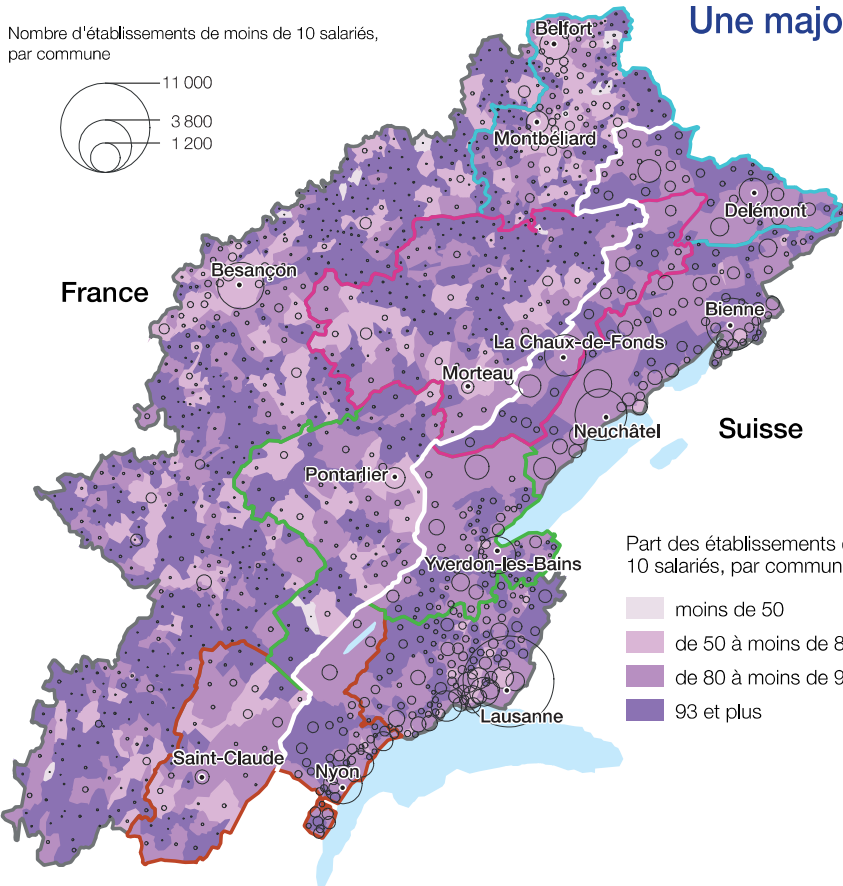 Une majo
Nombre d'établissements de moins de 10 salariés,
par commune
11 000
3 800
1 200
Belfort
Montbéliard
Delémont
Besançon
France
Bienne
La Chaux-de-Fonds
Morteau
Neuchâtel
Suisse
Pontarlier
Yverdon-les-Bains
Part des établissements
10 salariés, par commun
moins de 50
de 50 à moins de 8
de 80 à moins de 9
93 et plus
Lausanne
Saint-Claude
Nyon